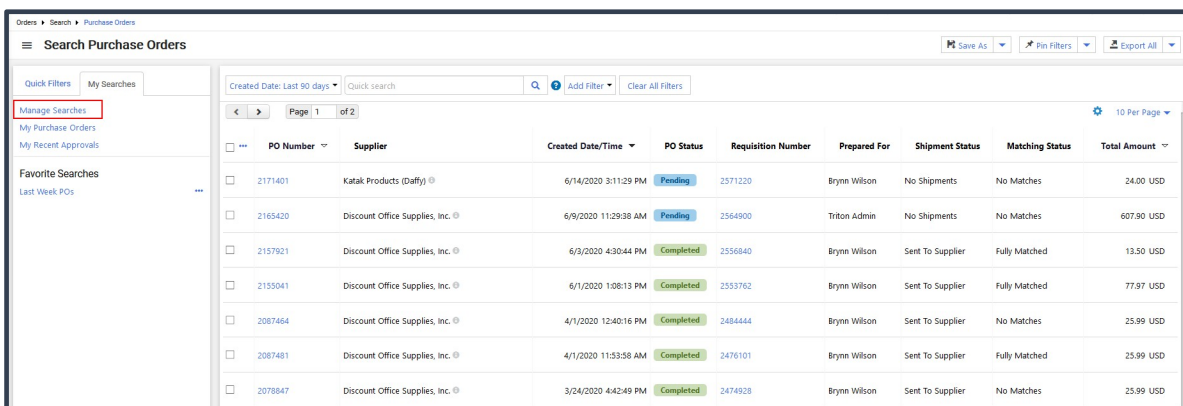 Orders Search Purchase Orders
Search Purchase Orders Save As Pin Filters Export All
Quick Filters My Searches
Manage Searches
My Purchase Orders
My Recent Approvals
Favorite Searches
Last Week POs ...
Created Date: Last 90 days Quick search ? Add Filter Clear All Filters
< > Page 1 of 2 10 Per Page
... PO Number Supplier Created Date/Time PO Status Requisition Number Prepared For Shipment Status Matching Status Total Amount
2171401 Katak Products (Daffy) 6/14/2020 3:11:29 PM Pending 2571220 Brynn Wilson No Shipments No Matches 24.00 USD
2165420 Discount Office Supplies, Inc. 6/9/2020 11:29:38 AM Pending 2564900 Triton Admin No Shipments No Matches 607.90 USD
2157921 Discount Office Supplies, Inc. 6/3/2020 4:30:44 PM Completed 2556840 Brynn Wilson Sent To Supplier Fully Matched 13.50 USD
2155041 Discount Office Supplies, Inc. 6/1/2020 1:08:13 PM Completed 2553762 Brynn Wilson Sent To Supplier Fully Matched 77.97 USD
2087464 Discount Office Supplies, Inc. 4/1/2020 12:40:16 PM Completed 2484444 Brynn Wilson Sent To Supplier No Matches 25.99 USD
2087481 Discount Office Supplies, Inc. 4/1/2020 11:53:58 AM Completed 2476101 Brynn Wilson Sent To Supplier Fully Matched 25.99 USD
2078847 Discount Office Supplies, Inc. 3/24/2020 4:42:49 PM Completed 2474928 Brynn Wilson Sent To Supplier No Matches 25.99 USD